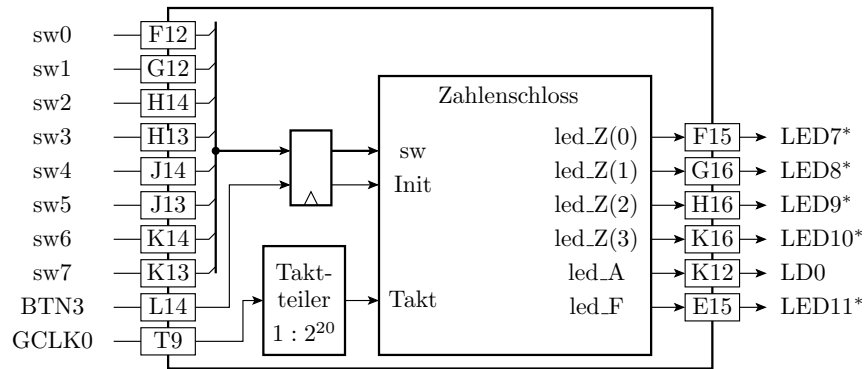 sw0 F12
sw1 G12
sw2 H14
sw3 H13
sw4 J14
sw5 J13
sw6 K14
sw7 K13
BTN3 L14
GCLK0 T9
Takt-
teiler
1 : 2^20
Zahlenschloss
sw
Init
Takt
led_Z(0) F15 LED7*
led_Z(1) G16 LED8*
led_Z(2) H16 LED9*
led_Z(3) K16 LED10*
led_A K12 LD0
led_F E15 LED11*